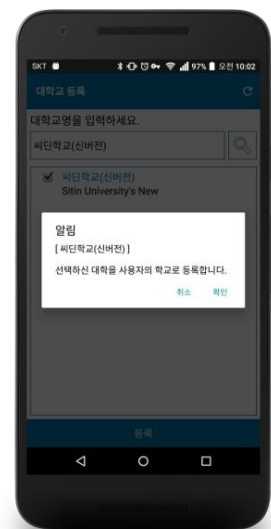 SKT 97% 오전 10:02
대학교 등록
대학교명을 입력하세요.
씨딘학교(신버전)
씨딘학교(신버전)
Sitin University's New
알림
[ 씨딘학교(신버전) ]
선택하신 대학을 사용자의 학교로 등록합니다.
취소 확인
등록